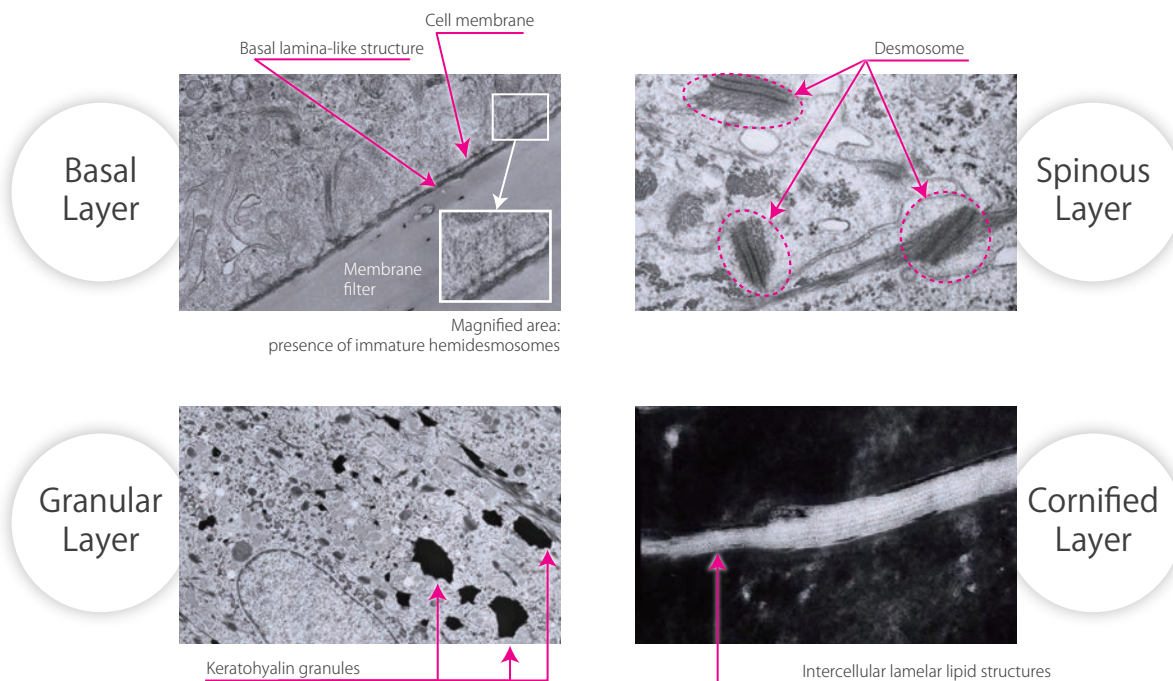 Cell membrane
Basal lamina-like structure
Desmosome
Basal
Layer
Spinous
Layer
Membrane
filter
Magnified area:
presence of immature hemidesmosomes
Granular
Layer
Cornified
Layer
Keratohyalin granules
Intercellular lamelar lipid structures